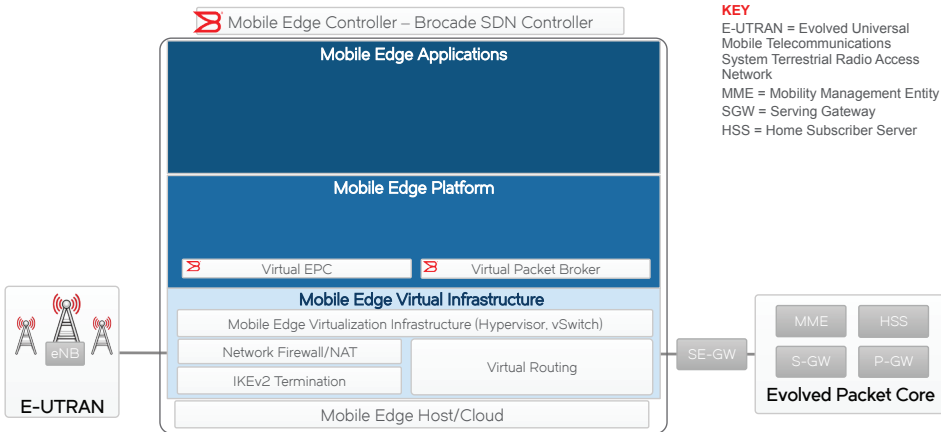 Mobile Edge Controller – Brocade SDN Controller
KEY
E-UTRAN = Evolved Universal
Mobile Telecommunications
System Terrestrial Radio Access
Network
MME = Mobility Management Entity
SGW = Serving Gateway
HSS = Home Subscriber Server
Mobile Edge Applications
Mobile Edge Platform
Virtual EPC
Virtual Packet Broker
Mobile Edge Virtual Infrastructure
Mobile Edge Virtualization Infrastructure (Hypervisor, vSwitch)
Network Firewall/NAT
IKEv2 Termination
Virtual Routing
Mobile Edge Host/Cloud
eNB
E-UTRAN
SE-GW
MME
HSS
S-GW
P-GW
Evolved Packet Core